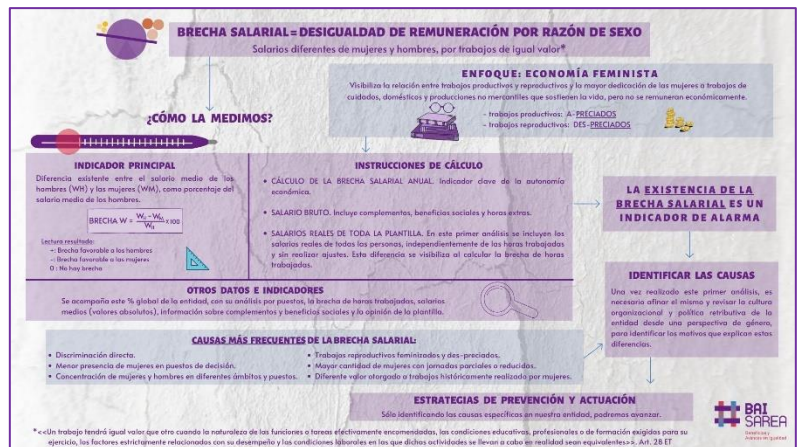 BRECHA SALARIAL=DESIGUALDAD DE REMUNERACIÓN POR RAZÓN DE SEXO
Salarios diferentes de mujeres y hombres, por trabajos de igual valor*
ENFOQUE: ECONOMÍA FEMINISTA
Visibiliza la relación entre trabajos productivos y reproductivos y la mayor dedicación de las mujeres a trabajos de
cuidados, domésticos y producciones no mercantiles que sostienen la vida, pero no se remuneran económicamente.
- trabajos productivos: A-PRECIADOS
- trabajos reproductivos: DES-PRECIADOS
¿CÓMO LA MEDIMOS?
INDICADOR PRINCIPAL
Diferencia existente entre el salario medio de los
hombres (WH) y las mujeres (WM), como porcentaje del
salario medio de los hombres.
BRECHA W = (WH - WM) / WH X100
Lectura resultado:
+: Brecha favorable a los hombres
-: Brecha favorable a las mujeres
0 : No hay brecha
INSTRUCCIONES DE CÁLCULO
• CÁLCULO DE LA BRECHA SALARIAL ANUAL. Indicador clave de la autonomía
económica.
• SALARIO BRUTO. Incluye complementos, beneficios sociales y horas extras.
• SALARIOS REALES DE TODA LA PLANTILLA. En este primer análisis se incluyen los
salarios reales de todas las personas, independientemente de las horas trabajadas
y sin realizar ajustes. Esta diferencia se visibiliza al calcular la brecha de horas
trabajadas.
OTROS DATOS E INDICADORES
Se acompaña este % global de la entidad, con su análisis por puestos, la brecha de horas trabajadas, salarios
medios (valores absolutos), información sobre complementos y beneficios sociales y la opinión de la plantilla.
LA EXISTENCIA DE LA
BRECHA SALARIAL ES UN
INDICADOR DE ALARMA
IDENTIFICAR LAS CAUSAS
Una vez realizado este primer análisis, es
necesario afinar el mismo y revisar la cultura
organizacional y política retributiva de la
entidad desde una perspectiva de género,
para identificar los motivos que explican estas
diferencias.
CAUSAS MÁS FRECUENTES DE LA BRECHA SALARIAL:
• Discriminación directa.
• Menor presencia de mujeres en puestos de decisión.
• Concentración de mujeres y hombres en diferentes ámbitos y puestos.
• Trabajos reproductivos feminizados y des-preciados.
• Mayor cantidad de mujeres con jornadas parciales o reducidas.
• Diferente valor otorgado a trabajos históricamente realizado por mujeres.
ESTRATEGIAS DE PREVENCIÓN Y ACTUACIÓN
Sólo identificando las causas específicas en nuestra entidad, podremos avanzar.
BAI
SAREA
*<<Un trabajo tendrá igual valor que otro cuando la naturaleza de las funciones o tareas efectivamente encomendadas, las condiciones educativas, profesionales o de formación exigidas para su
ejercicio, los factores estrictamente relacionados con su desempeño y las condiciones laborales en las que dichas actividades se llevan a cabo en realidad sean equivalentes>>. Art. 28 ET